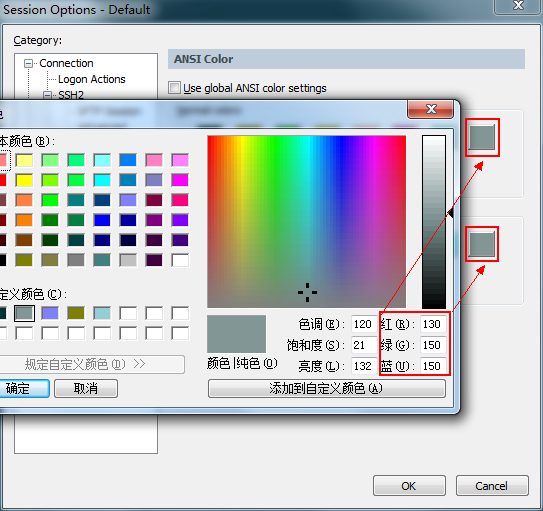 Session Options - Default
Category:
Connection
Logon Actions
SSH2
ANSI Color
Use global ANSI color settings
本颜色(B):
定义颜色(C):
规定自定义颜色(D) >>
确定
取消
颜色|纯色(O)
色调(E): 120
饱和度(S): 21
亮度(L): 132
红(R): 130
绿(G): 150
蓝(U): 150
添加到自定义颜色(A)
OK
Cancel